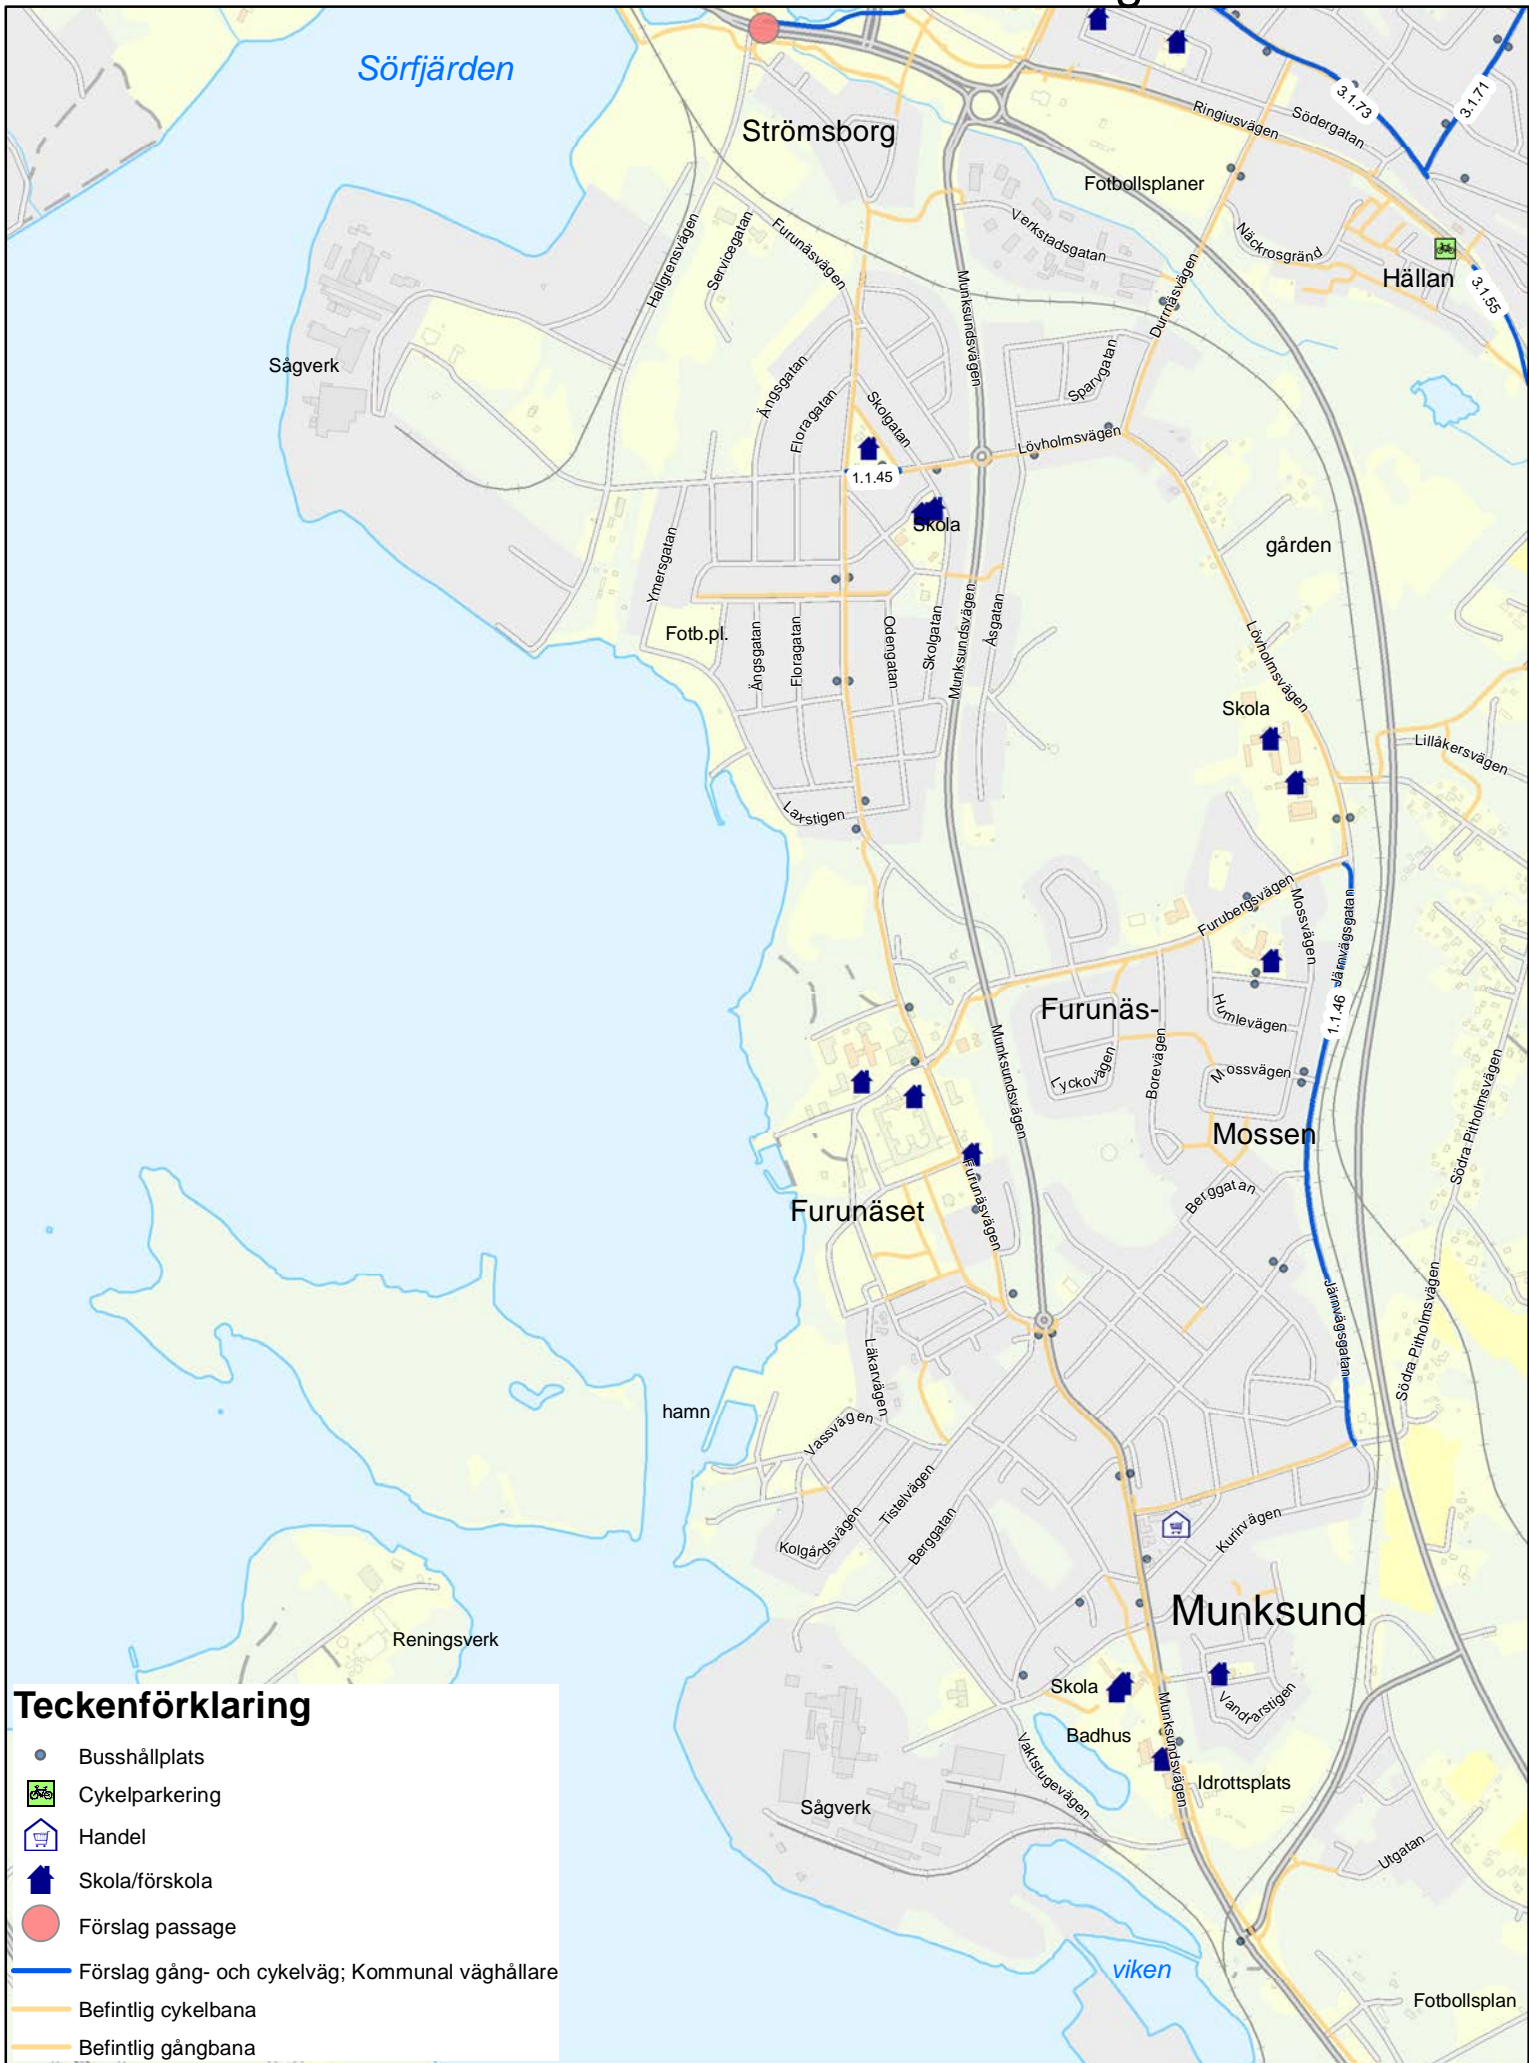 Sörfjärden
Strömsborg
Ringiusvägen
Södergatan
3.1.73
3.1.71
Fotbollsplaner
Verkstadsgatan
Näckrosgränd
Hällan
3.1.55
Hallgrensvägen
Servicegatan
Furunäsvägen
Munksundsvägen
Durrnäsvägen
Sågverk
Ängsgatan
Floragatan
Skolgatan
Sparvgatan
Lövholmsvägen
1.1.45
Skola
gården
Ymersgatan
Fotb.pl.
Ängsgatan
Floragatan
Odengatan
Skolgatan
Munksundsvägen
Åsgatan
Lövholmsvägen
Skola
Lillåkersvägen
Laxstigen
Furubergsvägen
Mossvägen
Järnvägsgatan
Furunäs-
Humlevägen
1.1.46
Munksundsvägen
Lyckovägen
Borevägen
Mossvägen
Mossen
Södra Pitholmsvägen
Furunäset
Furunäsvägen
Berggatan
Järnvägsgatan
Södra Pitholmsvägen
Läkarvägen
hamn
Vassvägen
Tistelvägen
Kolgårdsvägen
Berggatan
Kurirvägen
Munksund
Reningsverk
Skola
Vandrarstigen
Badhus
Munksundsvägen
Vaktstugevägen
Idrottsplats
Sågverk
Utgatan
viken
Fotbollsplan
Teckenförklaring
Busshållplats
Cykelparkering
Handel
Skola/förskola
Förslag passage
Förslag gång- och cykelväg; Kommunal väghållare
Befintlig cykelbana
Befintlig gångbana